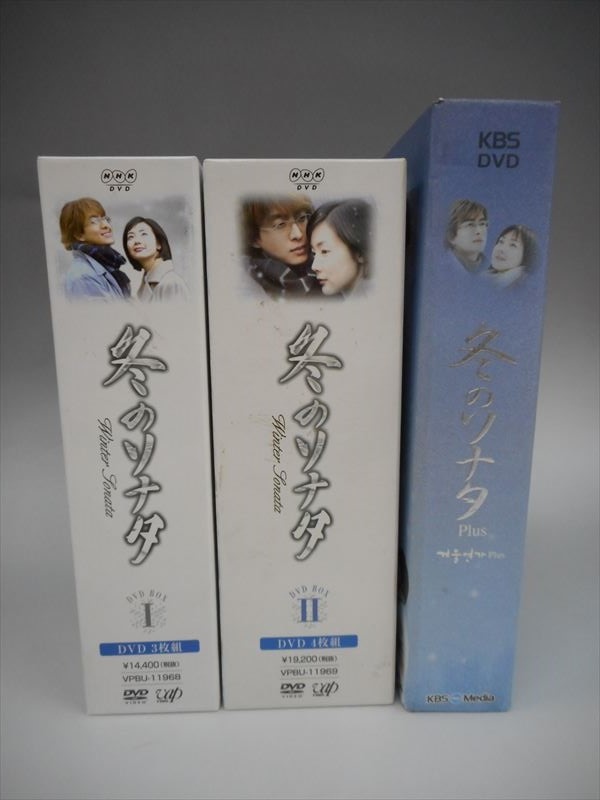 NHK
DVD
冬のソナタ
Winter Sonata
DVD BOX
I
DVD 3枚組
¥14,400(税抜)
VPBU-11968
DVD
VIDEO
vap
NHK
DVD
冬のソナタ
Winter Sonata
DVD BOX
II
DVD 4枚組
¥19,200(税抜)
VPBU-11969
DVD
VIDEO
vap
KBS
DVD
冬のソナタ
Plus
겨울연가 Plus
KBS Media